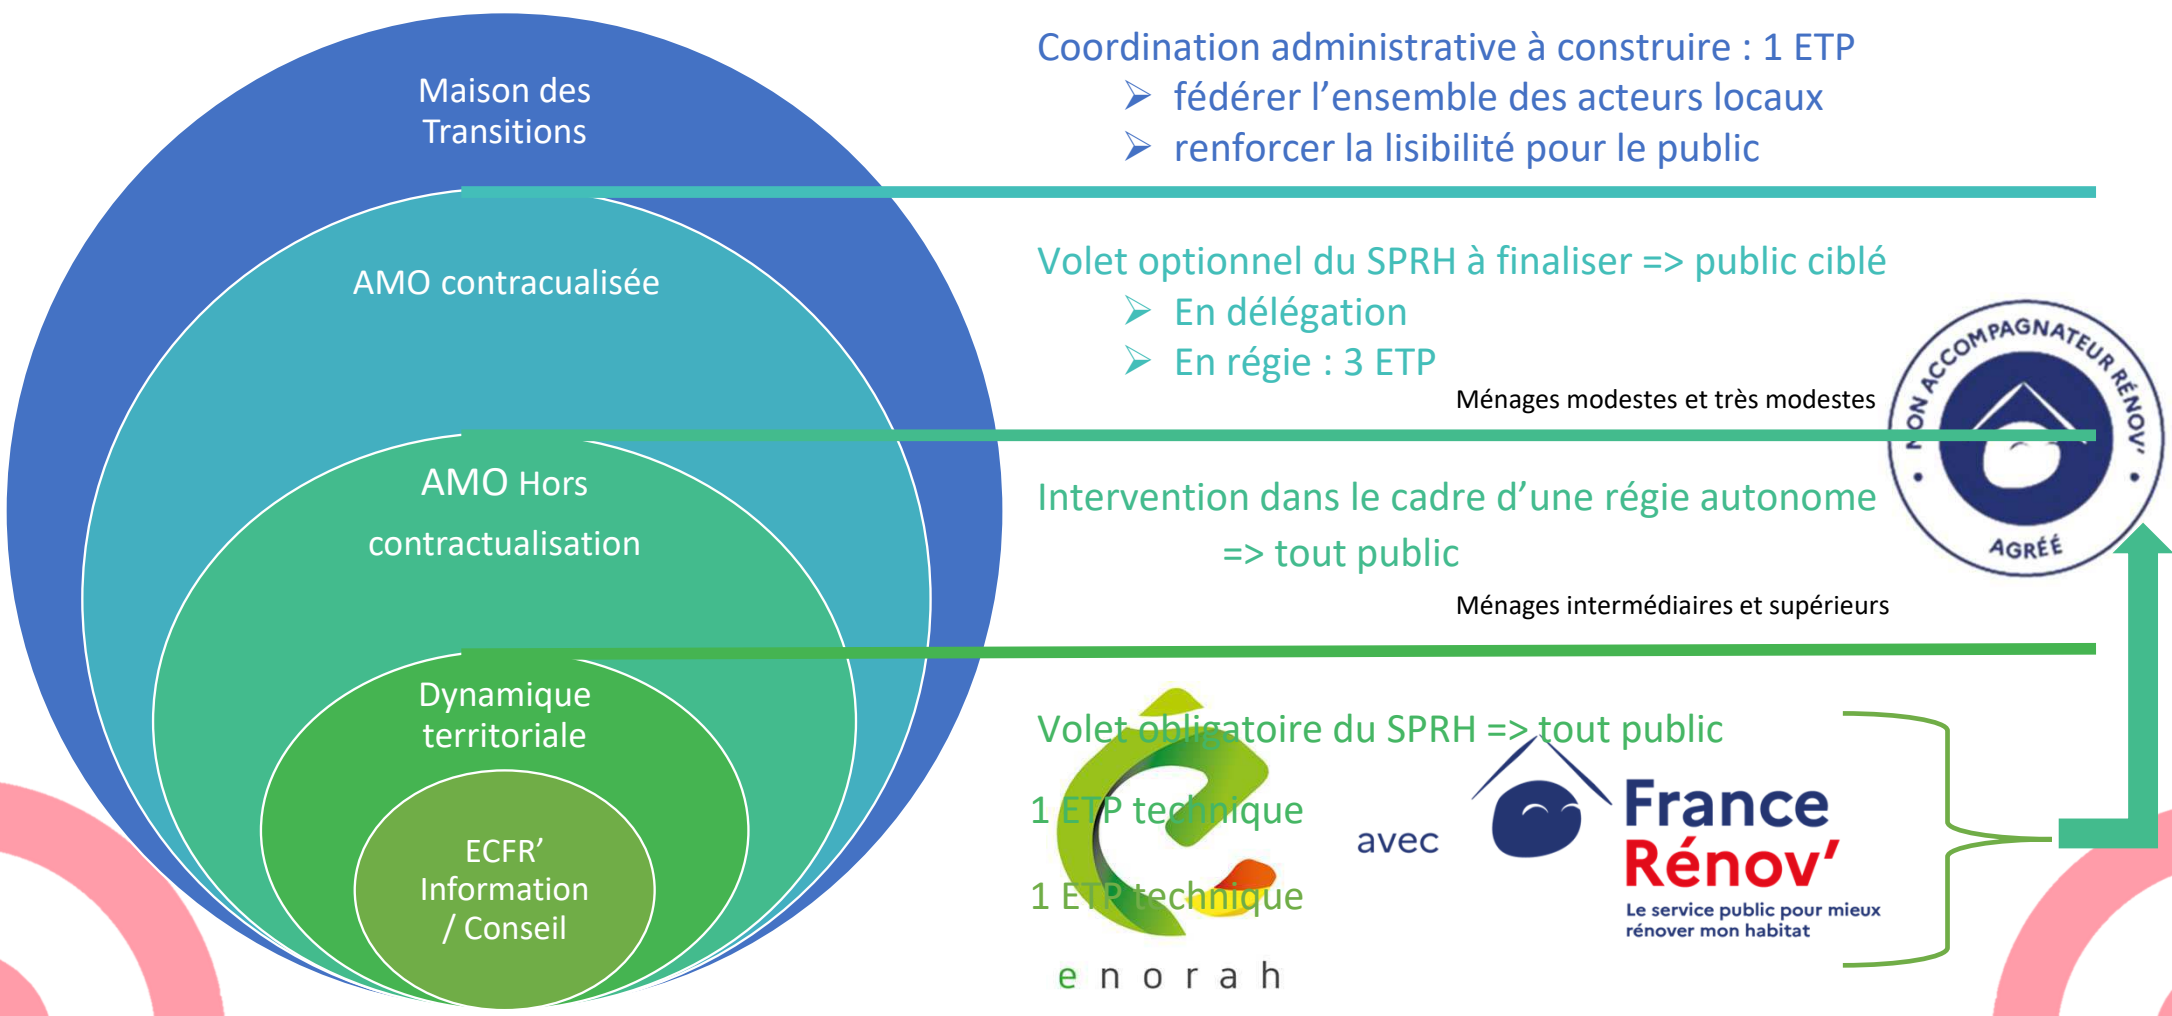 Maison des
Transitions
AMO contracualisée
AMO Hors
contractualisation
Dynamique
territoriale
ECFR’
Information
/ Conseil
Coordination administrative à construire : 1 ETP
➢ fédérer l’ensemble des acteurs locaux
➢ renforcer la lisibilité pour le public
Volet optionnel du SPRH à finaliser => public ciblé
➢ En délégation
➢ En régie : 3 ETP
Ménages modestes et très modestes
MON ACCOMPAGNATEUR RÉNOV’
AGRÉÉ
Intervention dans le cadre d’une régie autonome
=> tout public
Ménages intermédiaires et supérieurs
Volet obligatoire du SPRH => tout public
1 ETP technique
1 ETP technique
enorah
avec
France
Rénov’
Le service public pour mieux
rénover mon habitat